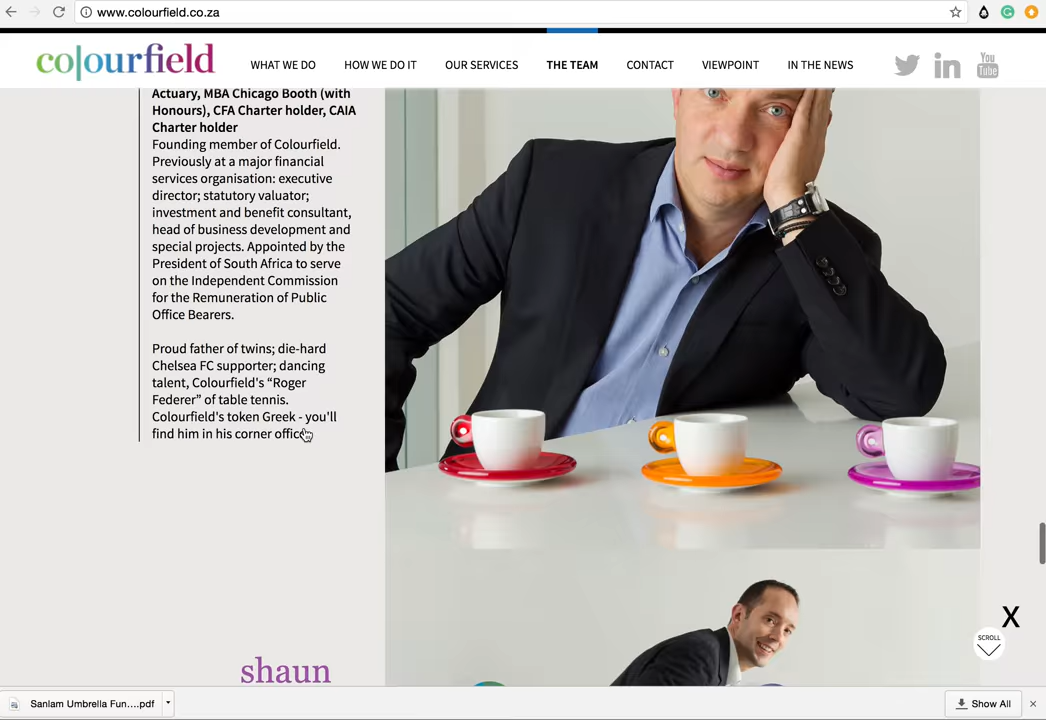 www.colourfield.co.za
colourfield
WHAT WE DO
HOW WE DO IT
OUR SERVICES
THE TEAM
CONTACT
VIEWPOINT
IN THE NEWS
You
Tube
Actuary, MBA Chicago Booth (with
Honours), CFA Charter holder, CAIA
Charter holder
Founding member of Colourfield.
Previously at a major financial
services organisation: executive
director; statutory valuator;
investment and benefit consultant,
head of business development and
special projects. Appointed by the
President of South Africa to serve
on the Independent Commission
for the Remuneration of Public
Office Bearers.
Proud father of twins; die-hard
Chelsea FC supporter; dancing
talent, Colourfield's “Roger
Federer” of table tennis.
Colourfield's token Greek - you'll
find him in his corner office
X
SCROLL
shaun
Sanlam Umbrella Fun....pdf
Show All